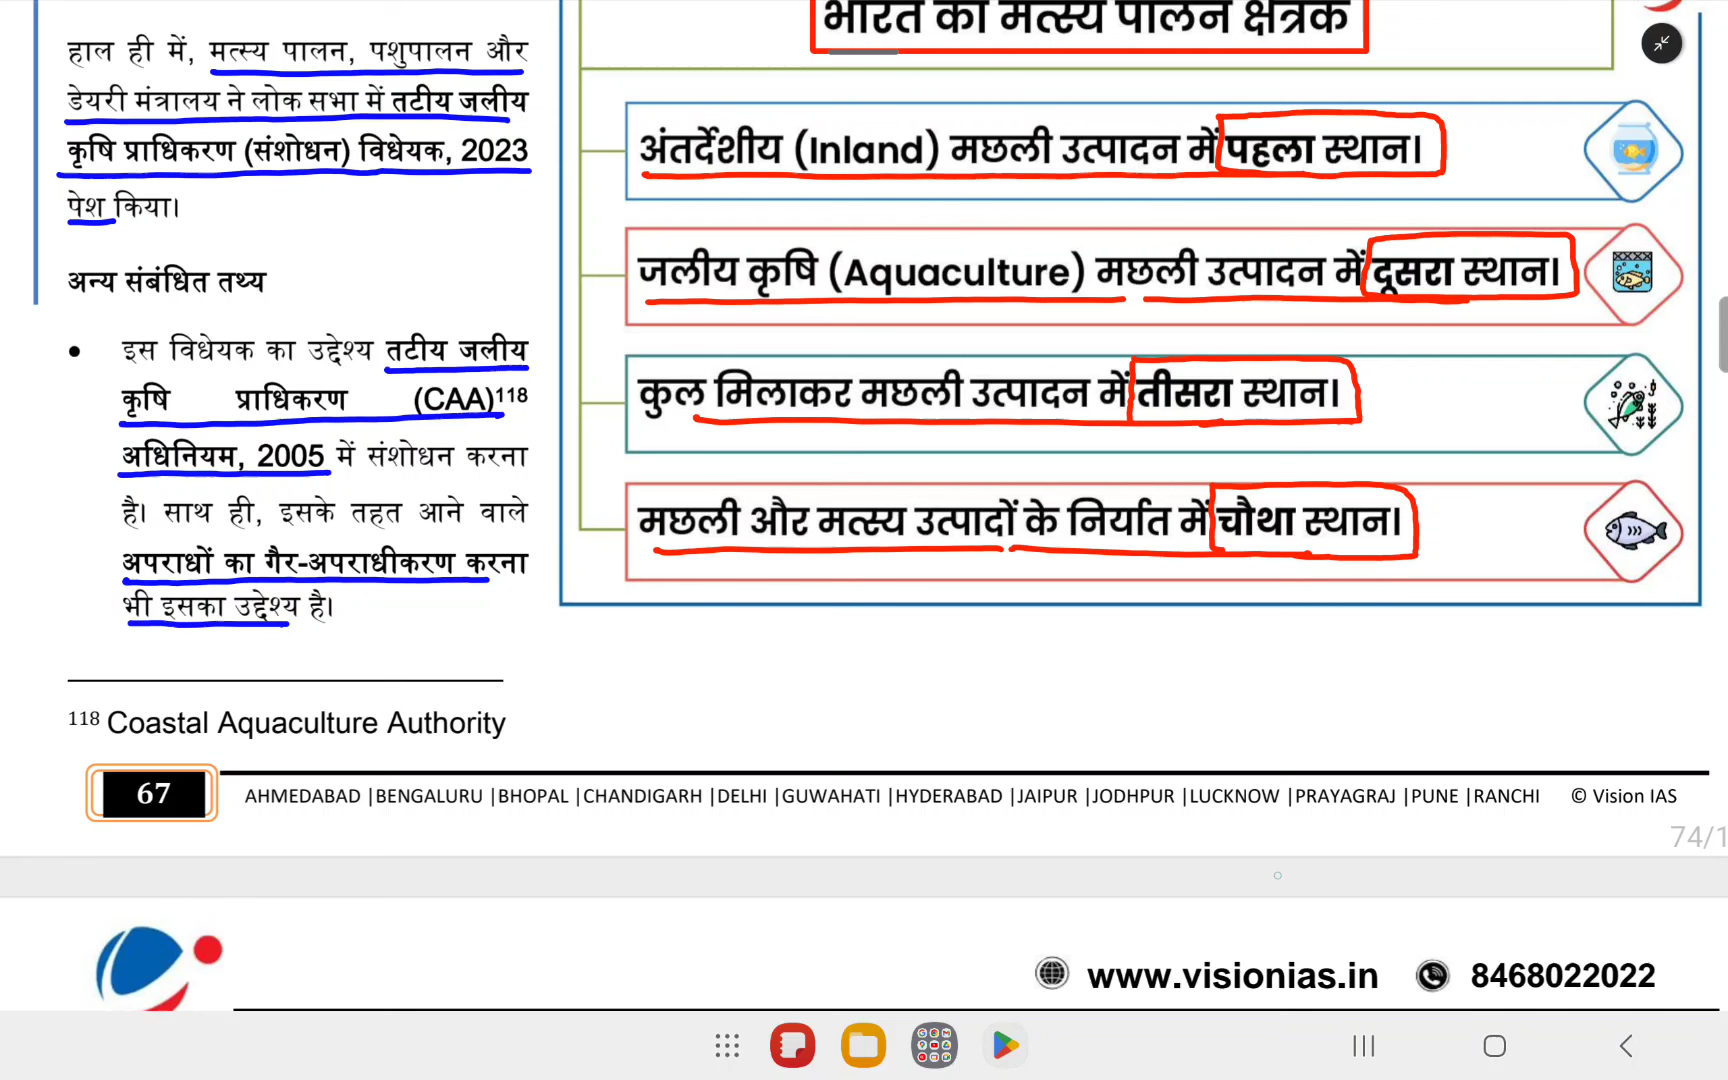 हाल ही में, मत्स्य पालन, पशुपालन और
डेयरी मंत्रालय ने लोक सभा में तटीय जलीय
कृषि प्राधिकरण (संशोधन) विधेयक, 2023
पेश किया।
अन्य संबंधित तथ्य
• इस विधेयक का उद्देश्य तटीय जलीय
कृषि प्राधिकरण (CAA)118
अधिनियम, 2005 में संशोधन करना
है। साथ ही, इसके तहत आने वाले
अपराधों का गैर-अपराधीकरण करना
भी इसका उद्देश्य है।
भारत का मत्स्य पालन क्षेत्रक
अंतर्देशीय (Inland) मछली उत्पादन में पहला स्थान।
जलीय कृषि (Aquaculture) मछली उत्पादन में दूसरा स्थान।
कुल मिलाकर मछली उत्पादन में तीसरा स्थान।
मछली और मत्स्य उत्पादों के निर्यात में चौथा स्थान।
118 Coastal Aquaculture Authority
67 AHMEDABAD |BENGALURU |BHOPAL |CHANDIGARH |DELHI |GUWAHATI |HYDERABAD |JAIPUR |JODHPUR |LUCKNOW |PRAYAGRAJ |PUNE |RANCHI © Vision IAS
74/1
www.visionias.in 8468022022